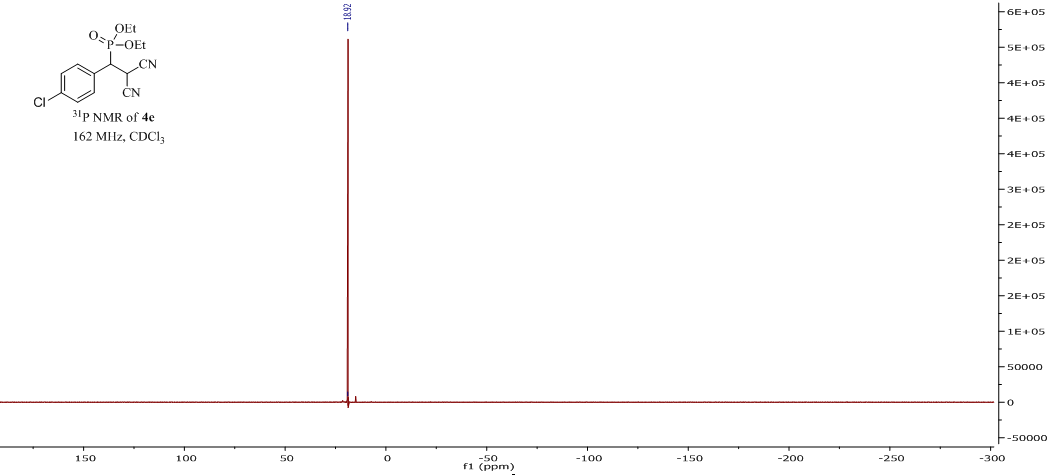 18.92
OEt
O
P
OEt
CN
CN
Cl
³¹P NMR of 4e
162 MHz, CDCl₃
6E+05
5E+05
4E+05
4E+05
4E+05
3E+05
2E+05
2E+05
2E+05
1E+05
50000
0
-50000
150 100 50 0 -50 -100 -150 -200 -250 -300
f1 (ppm)